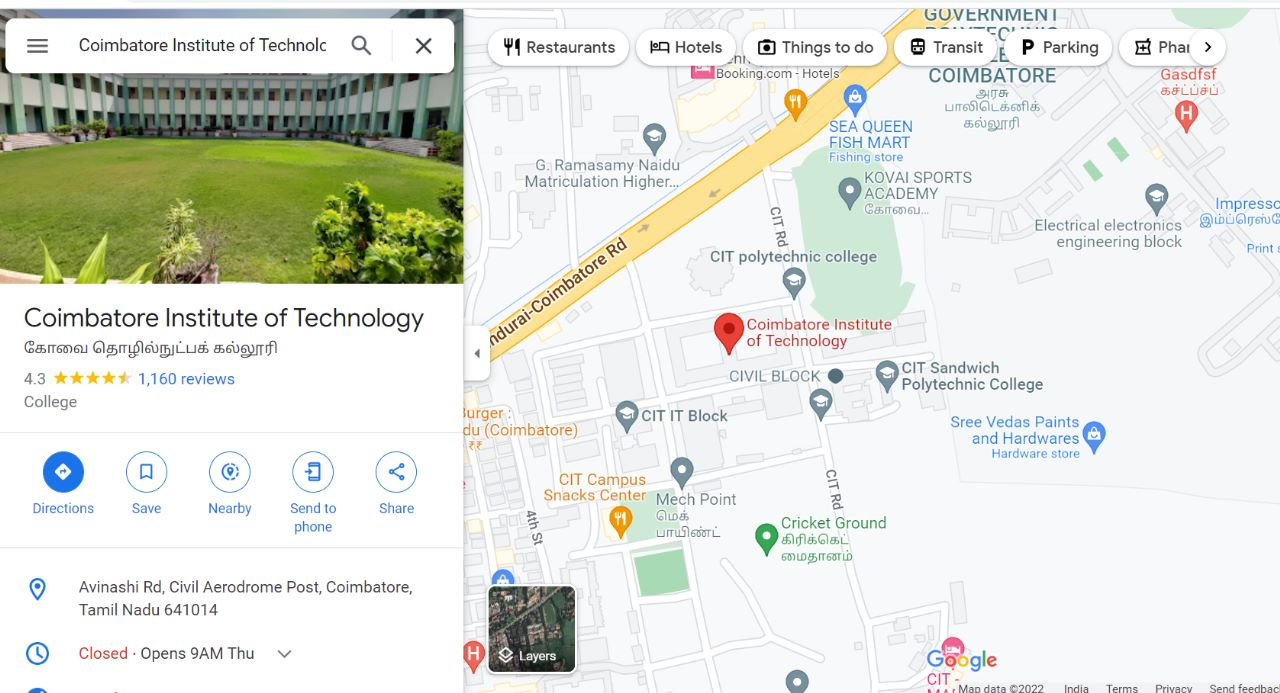 Coimbatore Institute of Technolo
Restaurants
Hotels
Things to do
Transit
Parking
Phar
Coimbatore Institute of Technology
கோவை தொழில்நுட்பக் கல்லூரி
4.3 1,160 reviews
College
Directions
Save
Nearby
Send to
phone
Share
Avinashi Rd, Civil Aerodrome Post, Coimbatore,
Tamil Nadu 641014
Closed · Opens 9AM Thu
GOVERNMENT
COIMBATORE
அரசு
பாலிடெக்னிக்
கல்லூரி
Booking.com - Hotels
Gasdfsf
H
SEA QUEEN
FISH MART
Fishing store
G. Ramasamy Naidu
Matriculation Higher...
KOVAI SPORTS
ACADEMY
கோவை...
Electrical electronics
engineering block
Impresso
இம்ப்ரெஸோ
Print s
CIT Rd
CIT polytechnic college
ndurai-Coimbatore Rd
Coimbatore Institute
of Technology
CIVIL BLOCK
CIT Sandwich
Polytechnic College
Burger :
du (Coimbatore)
₹₹
CIT IT Block
Sree Vedas Paints
and Hardwares
Hardware store
CIT Campus
Snacks Center
Mech Point
மெக்
பாயிண்ட்
CIT Rd
4th St
Cricket Ground
கிரிக்கெட்
மைதானம்
Layers
H
Google
CIT -
Map data ©2022 India Terms Privacy Send feedbac